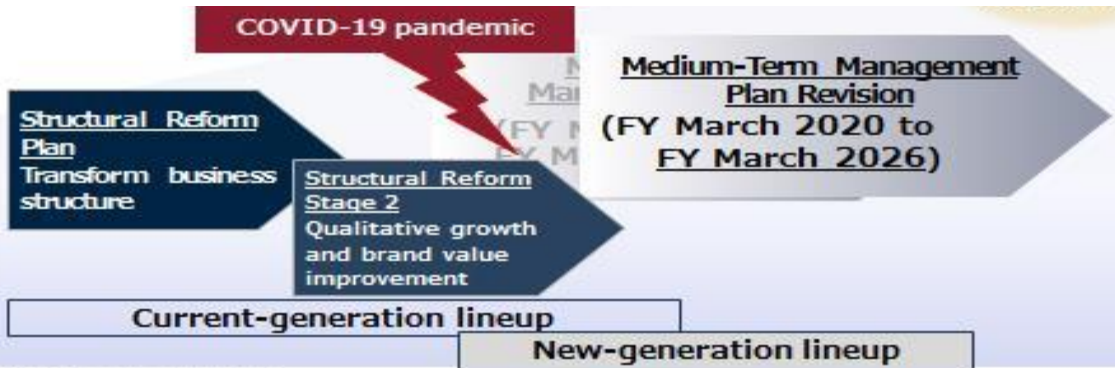 COVID-19 pandemic
Structural Reform
Plan
Transform business
structure
Structural Reform
Stage 2
Qualitative growth
and brand value
improvement
Medium-Term Management
Plan Revision
(FY March 2020 to
FY March 2026)
Current-generation lineup
New-generation lineup